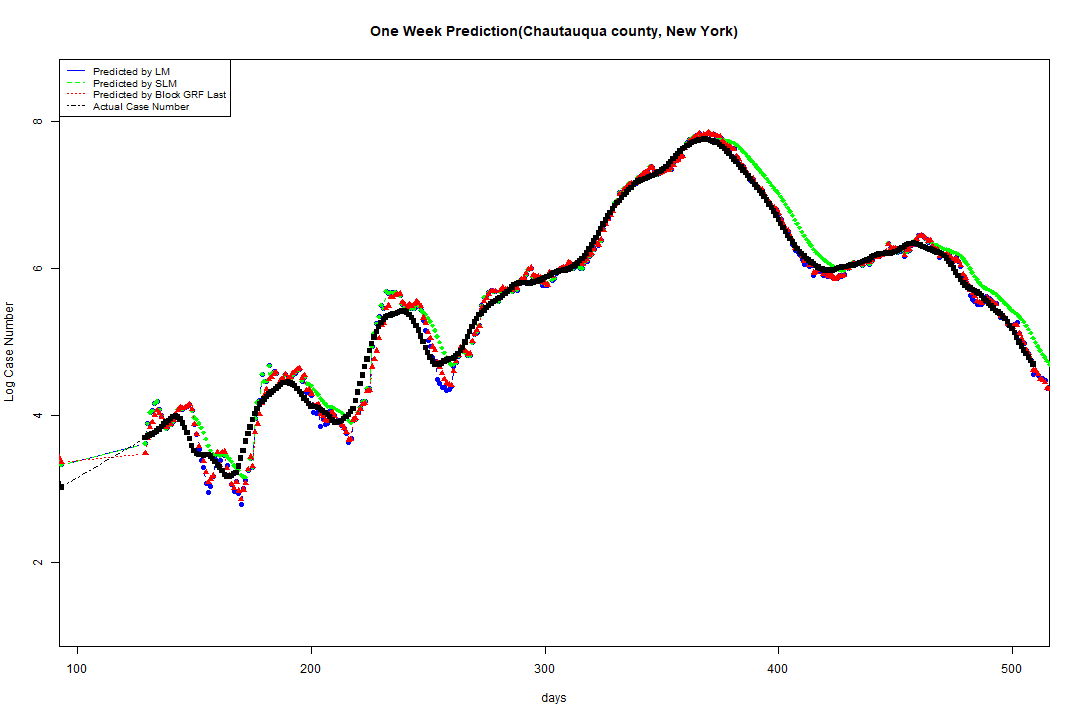 One Week Prediction(Chautauqua county, New York)
Predicted by LM
Predicted by SLM
Predicted by Block GRF Last
Actual Case Number
8
6
4
2
Log Case Number
100 200 300 400 500
days